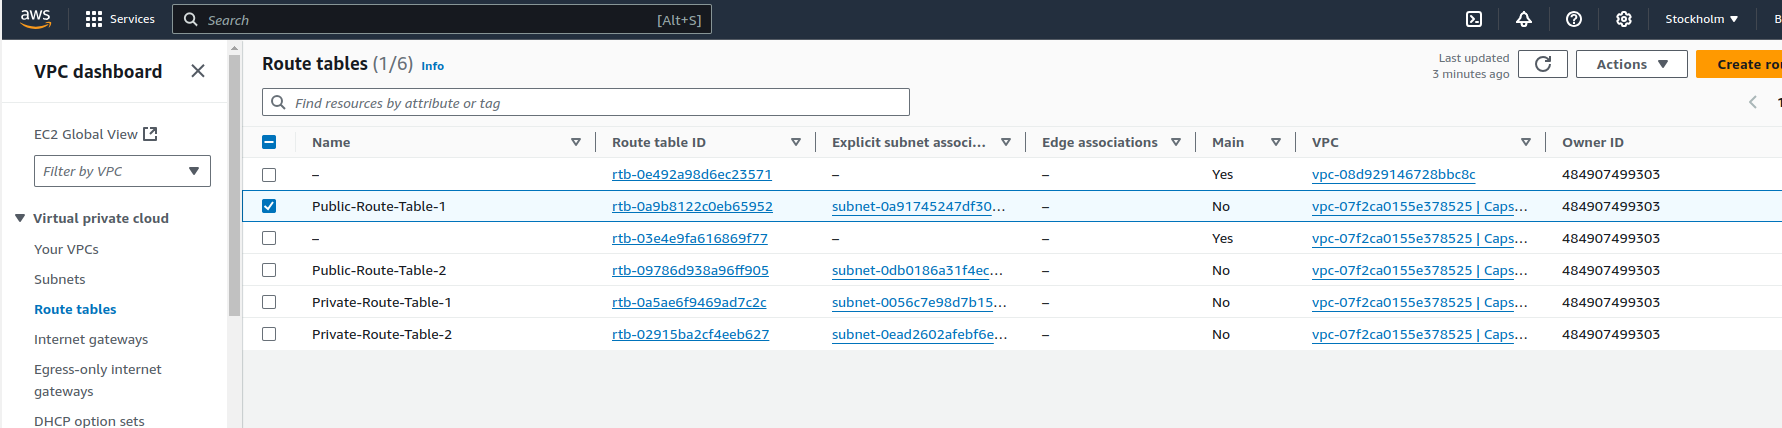 aws
Services
Search
[Alt+S]
Stockholm
VPC dashboard
EC2 Global View
Filter by VPC
Virtual private cloud
Your VPCs
Subnets
Route tables
Internet gateways
Egress-only internet
gateways
DHCP option sets
Route tables (1/6) Info
Last updated
3 minutes ago
Actions
Create rou
Find resources by attribute or tag
1
Name Route table ID Explicit subnet associ... Edge associations Main VPC Owner ID
– rtb-0e492a98d6ec23571 – – Yes vpc-08d929146728bbc8c 484907499303
Public-Route-Table-1 rtb-0a9b8122c0eb65952 subnet-0a91745247df30... – No vpc-07f2ca0155e378525 | Caps... 484907499303
– rtb-03e4e9fa616869f77 – – Yes vpc-07f2ca0155e378525 | Caps... 484907499303
Public-Route-Table-2 rtb-09786d938a96ff905 subnet-0db0186a31f4ec... – No vpc-07f2ca0155e378525 | Caps... 484907499303
Private-Route-Table-1 rtb-0a5ae6f9469ad7c2c subnet-0056c7e98d7b15... – No vpc-07f2ca0155e378525 | Caps... 484907499303
Private-Route-Table-2 rtb-02915ba2cf4eeb627 subnet-0ead2602afebf6e... – No vpc-07f2ca0155e378525 | Caps... 484907499303